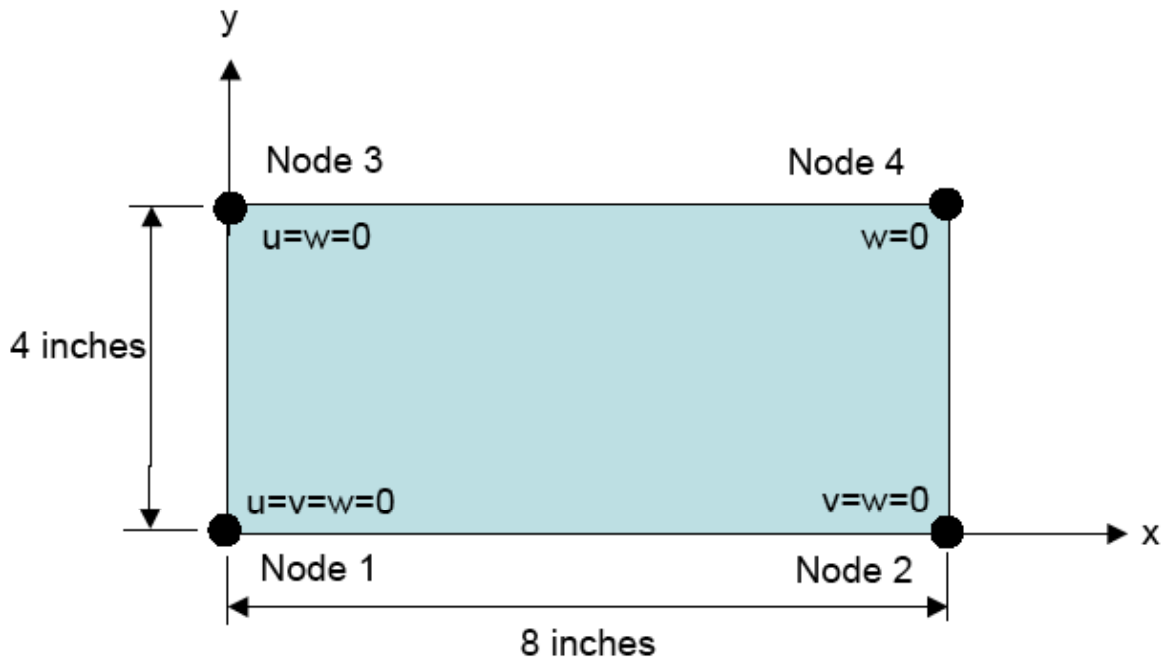 y
Node 3
Node 4
u=w=0
w=0
4 inches
u=v=w=0
v=w=0
x
Node 1
Node 2
8 inches